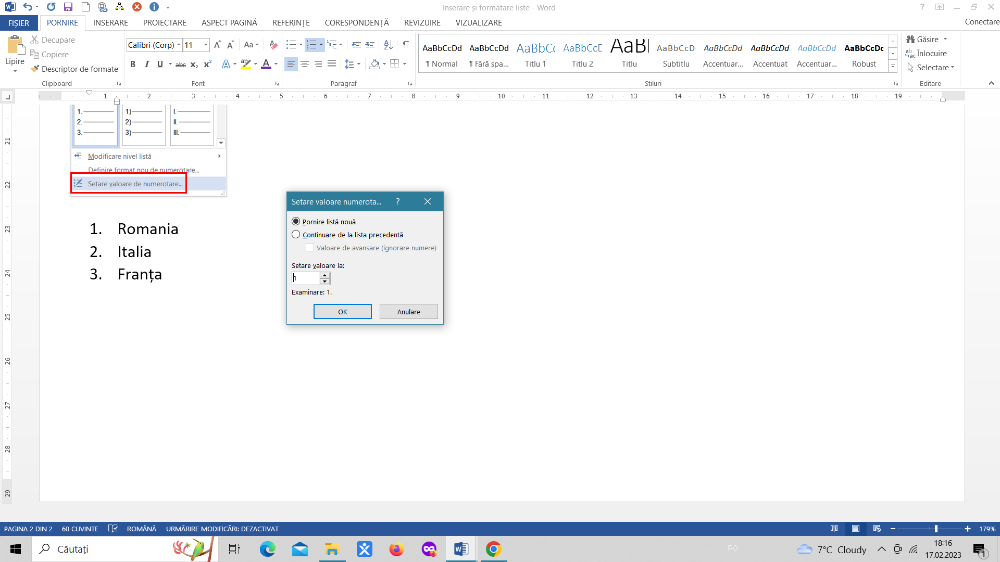 Inserare și formatare liste - Word
FIȘIER PORNIRE INSERARE PROIECTARE ASPECT PAGINĂ REFERINȚE CORESPONDENȚĂ REVIZUIRE VIZUALIZARE Conectare
Lipire
Decupare
Copiere
Descriptor de formate
Clipboard
Calibri (Corp) 11
Font
Paragraf
AaBbCcDd AaBbCcDd AaBbCc AaBbCcD AaBl AaBbCcD AaBbCcDd AaBbCcDd AaBbCcDd AaBbCcDc
¶ Normal ¶ Fără spa... Titlu 1 Titlu 2 Titlu Subtitlu Accentuar... Accentuat Accentuar... Robust
Stiluri
Găsire
Înlocuire
Selectare
Editare
1 2 3 4 5 6 7 8 9 10 11 12 13 14 15 16 17 18 19
21
22
23
24
25
26
27
28
29
1. 1) I.
2. 2) II.
3. 3) III.
Modificare nivel listă
Definire format nou de numerotare...
Setare valoare de numerotare...
1. Romania
2. Italia
3. Franța
Setare valoare numerota... ?
Pornire listă nouă
Continuare de la lista precedentă
Valoare de avansare (ignorare numere)
Setare valoare la:
1
Examinare: 1.
OK Anulare
PAGINA 2 DIN 2 60 CUVINTE ROMÂNĂ URMĂRIRE MODIFICĂRI: DEZACTIVAT 179%
Căutați
RO
7°C Cloudy
18:16
17.02.2023
1